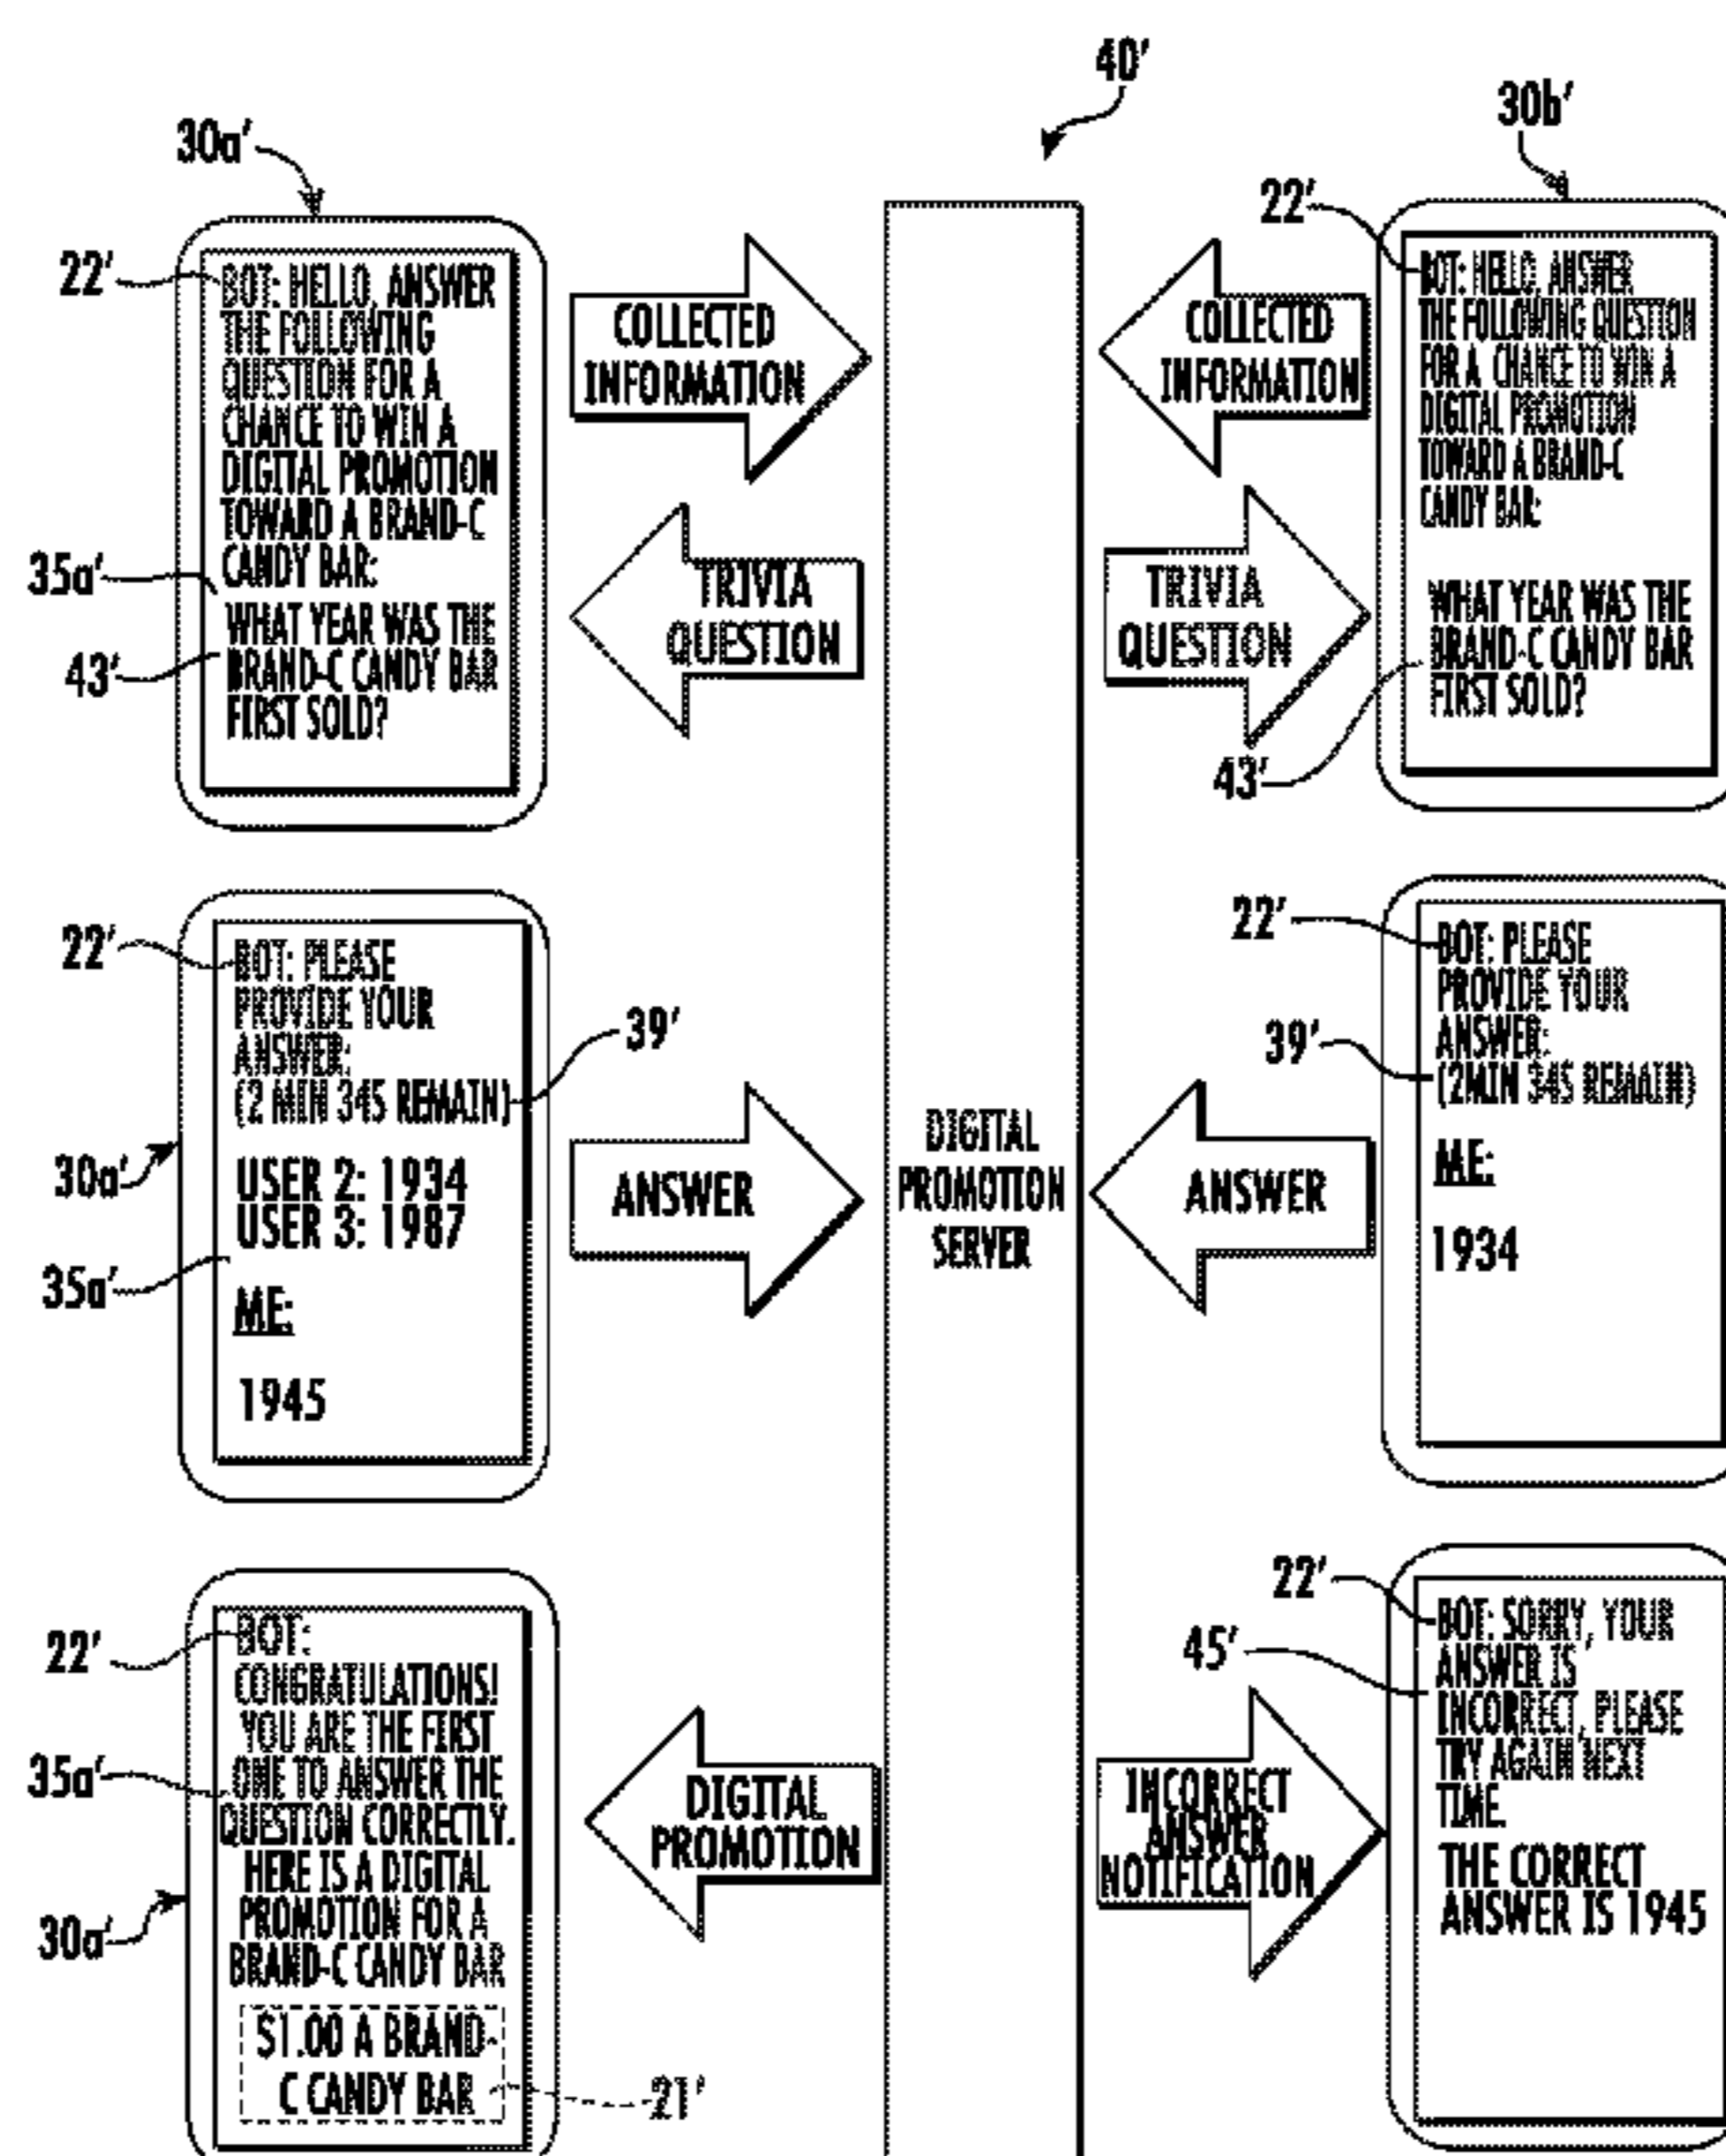 40'
30a'
30b'
22'
BOT: HELLO, ANSWER
THE FOLLOWING
QUESTION FOR A
CHANCE TO WIN A
DIGITAL PROMOTION
TOWARD A BRAND-C
CANDY BAR:
35a'
WHAT YEAR WAS THE
BRAND-C CANDY BAR
FIRST SOLD?
43'
COLLECTED
INFORMATION
TRIVIA
QUESTION
COLLECTED
INFORMATION
TRIVIA
QUESTION
22'
BOT: HELLO, ANSWER
THE FOLLOWING QUESTION
FOR A CHANCE TO WIN A
DIGITAL PROMOTION
TOWARD A BRAND-C
CANDY BAR:
WHAT YEAR WAS THE
BRAND-C CANDY BAR
FIRST SOLD?
43'
22'
BOT: PLEASE
PROVIDE YOUR
ANSWER:
(2 MIN 34S REMAIN)
39'
30a'
USER 2: 1934
USER 3: 1987
35a'
ME:
1945
ANSWER
DIGITAL
PROMOTION
SERVER
ANSWER
22'
BOT: PLEASE
PROVIDE YOUR
ANSWER:
39'
(2MIN 34S REMAIN)
ME:
1934
22'
BOT:
CONGRATULATIONS!
YOU ARE THE FIRST
35a'
ONE TO ANSWER THE
QUESTION CORRECTLY.
HERE IS A DIGITAL
PROMOTION FOR A
30a'
BRAND-C CANDY BAR
$1.00 A BRAND-
C CANDY BAR
21'
DIGITAL
PROMOTION
INCORRECT
ANSWER
NOTIFICATION
22'
BOT: SORRY, YOUR
45'
ANSWER IS
INCORRECT, PLEASE
TRY AGAIN NEXT
TIME.
THE CORRECT
ANSWER IS 1945